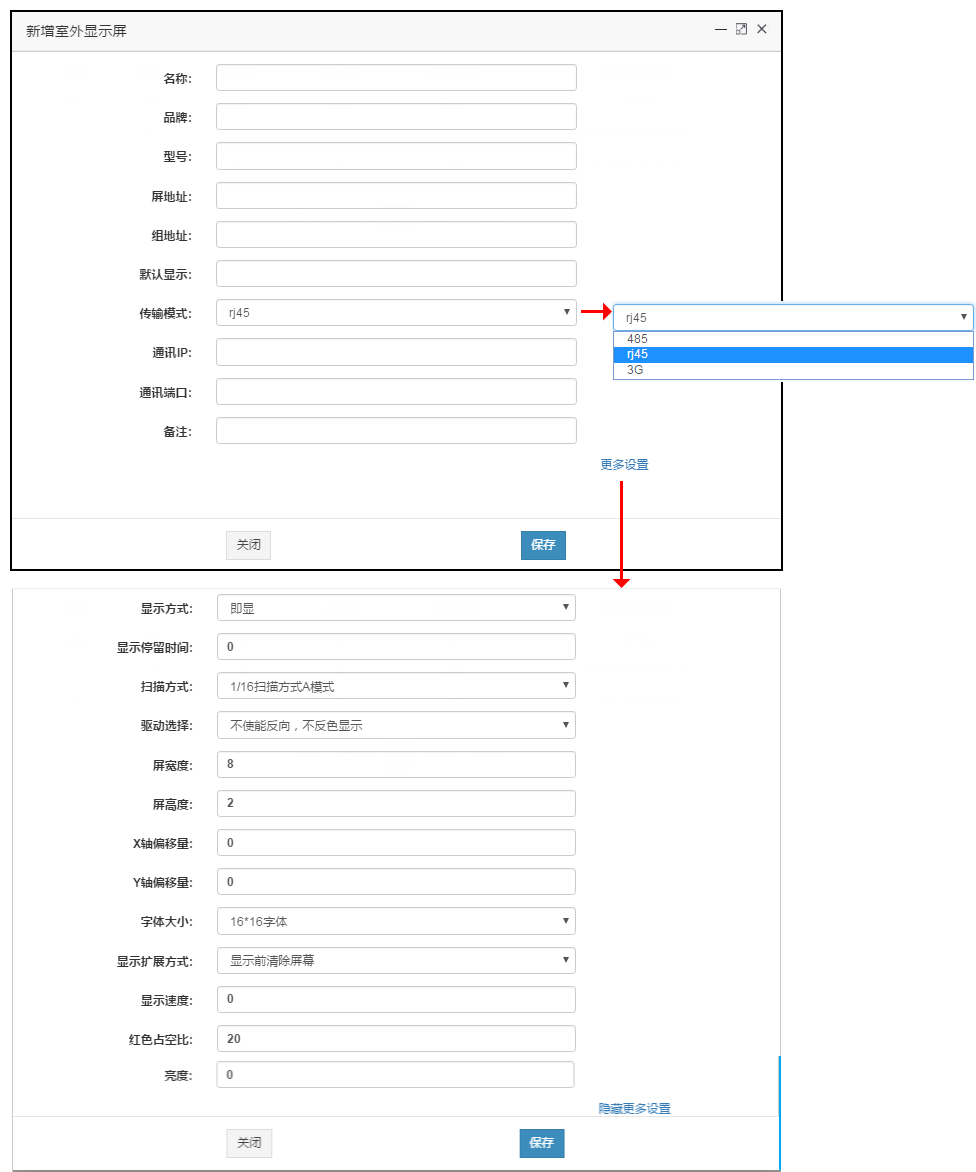 新增室外显示屏
名称:
品牌:
型号:
屏地址:
组地址:
默认显示:
传输模式: rj45
rj45
485
rj45
3G
通讯IP:
通讯端口:
备注:
更多设置
关闭 保存
显示方式: 即显
显示停留时间: 0
扫描方式: 1/16扫描方式A模式
驱动选择: 不使能反向，不反色显示
屏宽度: 8
屏高度: 2
X轴偏移量: 0
Y轴偏移量: 0
字体大小: 16*16字体
显示扩展方式: 显示前清除屏幕
显示速度: 0
红色占空比: 20
亮度: 0
隐藏更多设置
关闭 保存